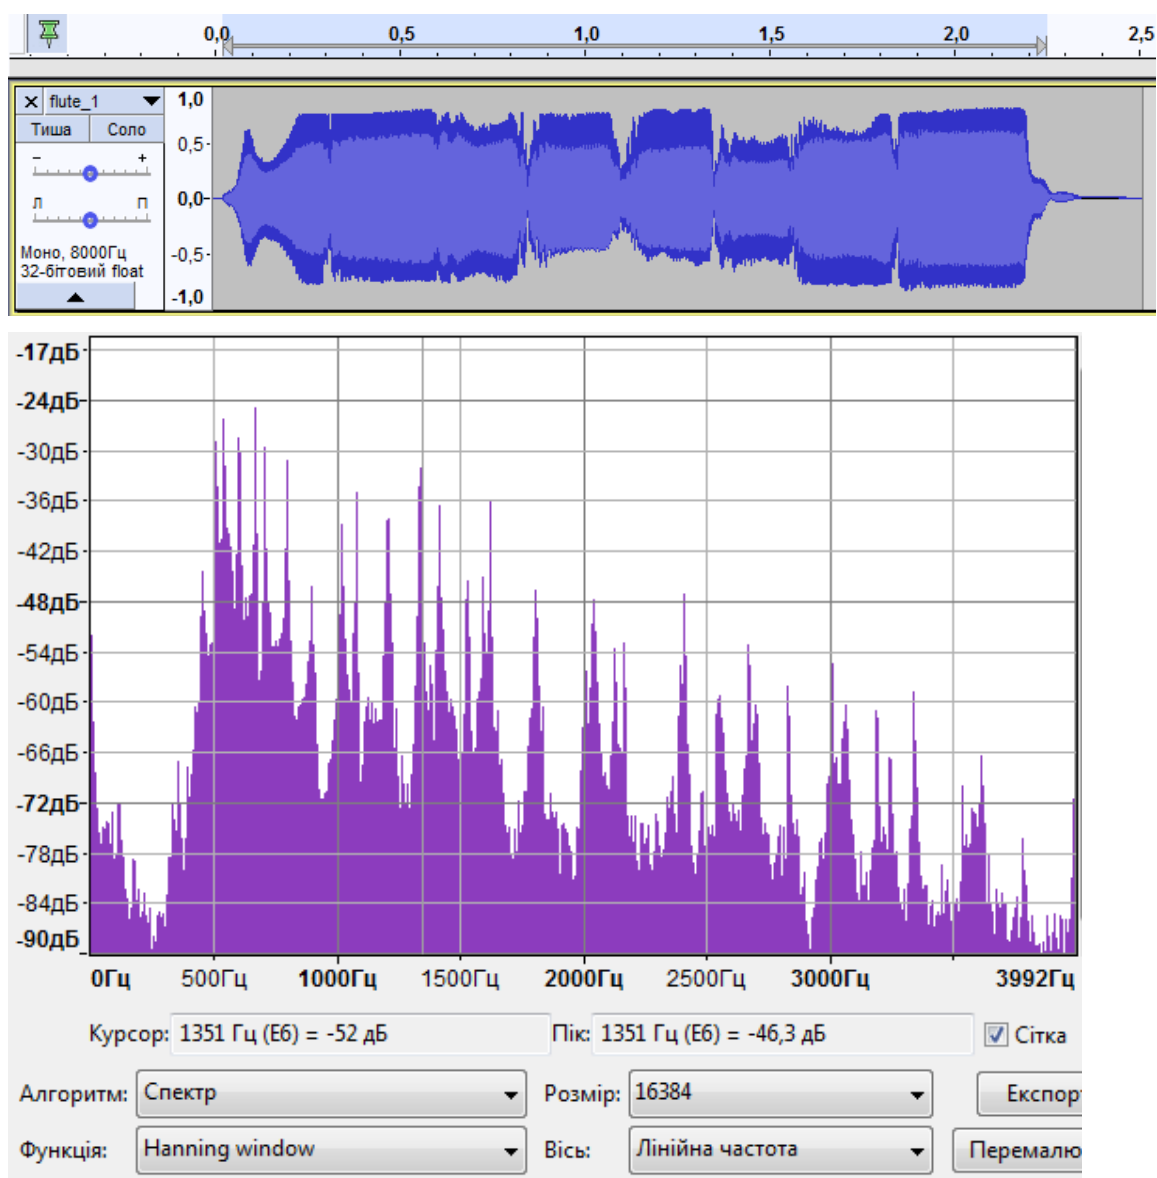 0,0 0,5 1,0 1,5 2,0 2,5
× flute_1
Тиша Соло
- +
Л П
Моно, 8000Гц
32-бітовий float
1,0
0,5
0,0
-0,5
-1,0
-17дБ
-24дБ
-30дБ
-36дБ
-42дБ
-48дБ
-54дБ
-60дБ
-66дБ
-72дБ
-78дБ
-84дБ
-90дБ
0Гц 500Гц 1000Гц 1500Гц 2000Гц 2500Гц 3000Гц 3992Гц
Курсор: 1351 Гц (E6) = -52 дБ Пік: 1351 Гц (E6) = -46,3 дБ Сітка
Алгоритм: Спектр Розмір: 16384 Експор
Функція: Hanning window Вісь: Лінійна частота Перемалю